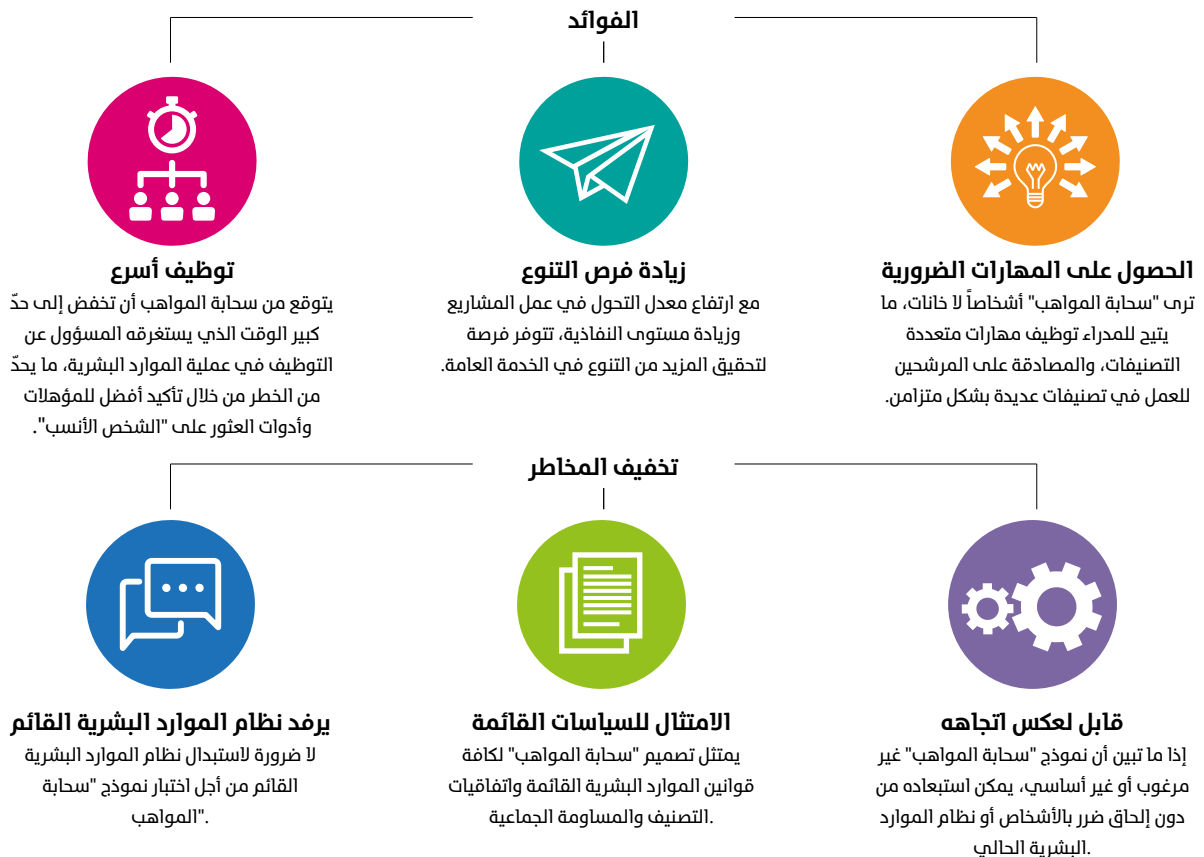 الفوائد
الحصول على المهارات الضرورية
ترى "سحابة المواهب" أشخاصاً لا خانات، ما
يتيح للمدراء توظيف مهارات متعددة
التصنيفات، والمصادقة على المرشحين
للعمل في تصنيفات عديدة بشكل متزامن.
زيادة فرص التنوع
مع ارتفاع معدل التحول في عمل المشاريع
وزيادة مستوى النفاذية، تتوفر فرصة
لتحقيق المزيد من التنوع في الخدمة العامة.
توظيف أسرع
يتوقع من سحابة المواهب أن تخفض إلى حدّ
كبير الوقت الذي يستغرقه المسؤول عن
التوظيف في عملية الموارد البشرية، ما يحدّ
من الخطر من خلال تأكيد أفضل للمؤهلات
وأدوات العثور على "الشخص الأنسب".
تخفيف المخاطر
قابل لعكس اتجاهه
إذا ما تبين أن نموذج "سحابة المواهب" غير
مرغوب أو غير أساسي، يمكن استبعاده من
دون إلحاق ضرر بالأشخاص أو نظام الموارد
.البشرية الحالي
الامتثال للسياسات القائمة
يمتثل تصميم "سحابة المواهب" لكافة
قوانين الموارد البشرية القائمة واتفاقيات
.التصنيف والمساومة الجماعية
يرفد نظام الموارد البشرية القائم
لا ضرورة لاستبدال نظام الموارد البشرية
القائم من أجل اختبار نموذج "سحابة
."المواهب